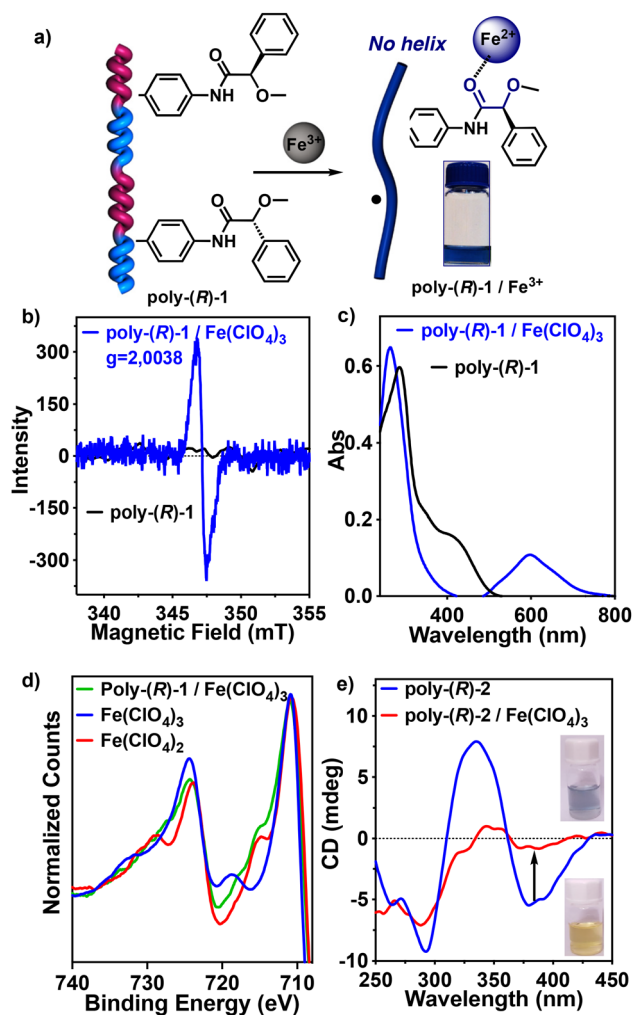 a)
No helix
Fe2+
O
O
NH
Fe3+
O
O
NH
O
NH
O
poly-(R)-1
poly-(R)-1 / Fe3+
b)
poly-(R)-1 / Fe(ClO4)3
g=2,0038
300
150
0
-150
-300
Intensity
poly-(R)-1
340
345
350
355
Magnetic Field (mT)
c)
poly-(R)-1 / Fe(ClO4)3
poly-(R)-1
0.6
0.4
0.2
0.0
Abs
400
600
800
Wavelength (nm)
d)
Poly-(R)-1 / Fe(ClO4)3
Fe(ClO4)3
Fe(ClO4)2
Normalized Counts
740
730
720
710
Binding Energy (eV)
e)
poly-(R)-2
poly-(R)-2 / Fe(ClO4)3
10
5
0
-5
-10
CD (mdeg)
250
300
350
400
450
Wavelength (nm)